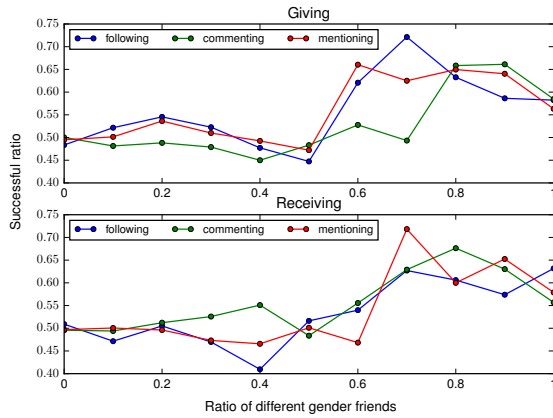 Giving
0.75
0.70
0.65
0.60
0.55
0.50
0.45
0.40
following commenting mentioning
0 0.2 0.4 0.6 0.8 1
Successful ratio
Receiving
0.75
0.70
0.65
0.60
0.55
0.50
0.45
0.40
following commenting mentioning
0 0.2 0.4 0.6 0.8 1
Ratio of different gender friends